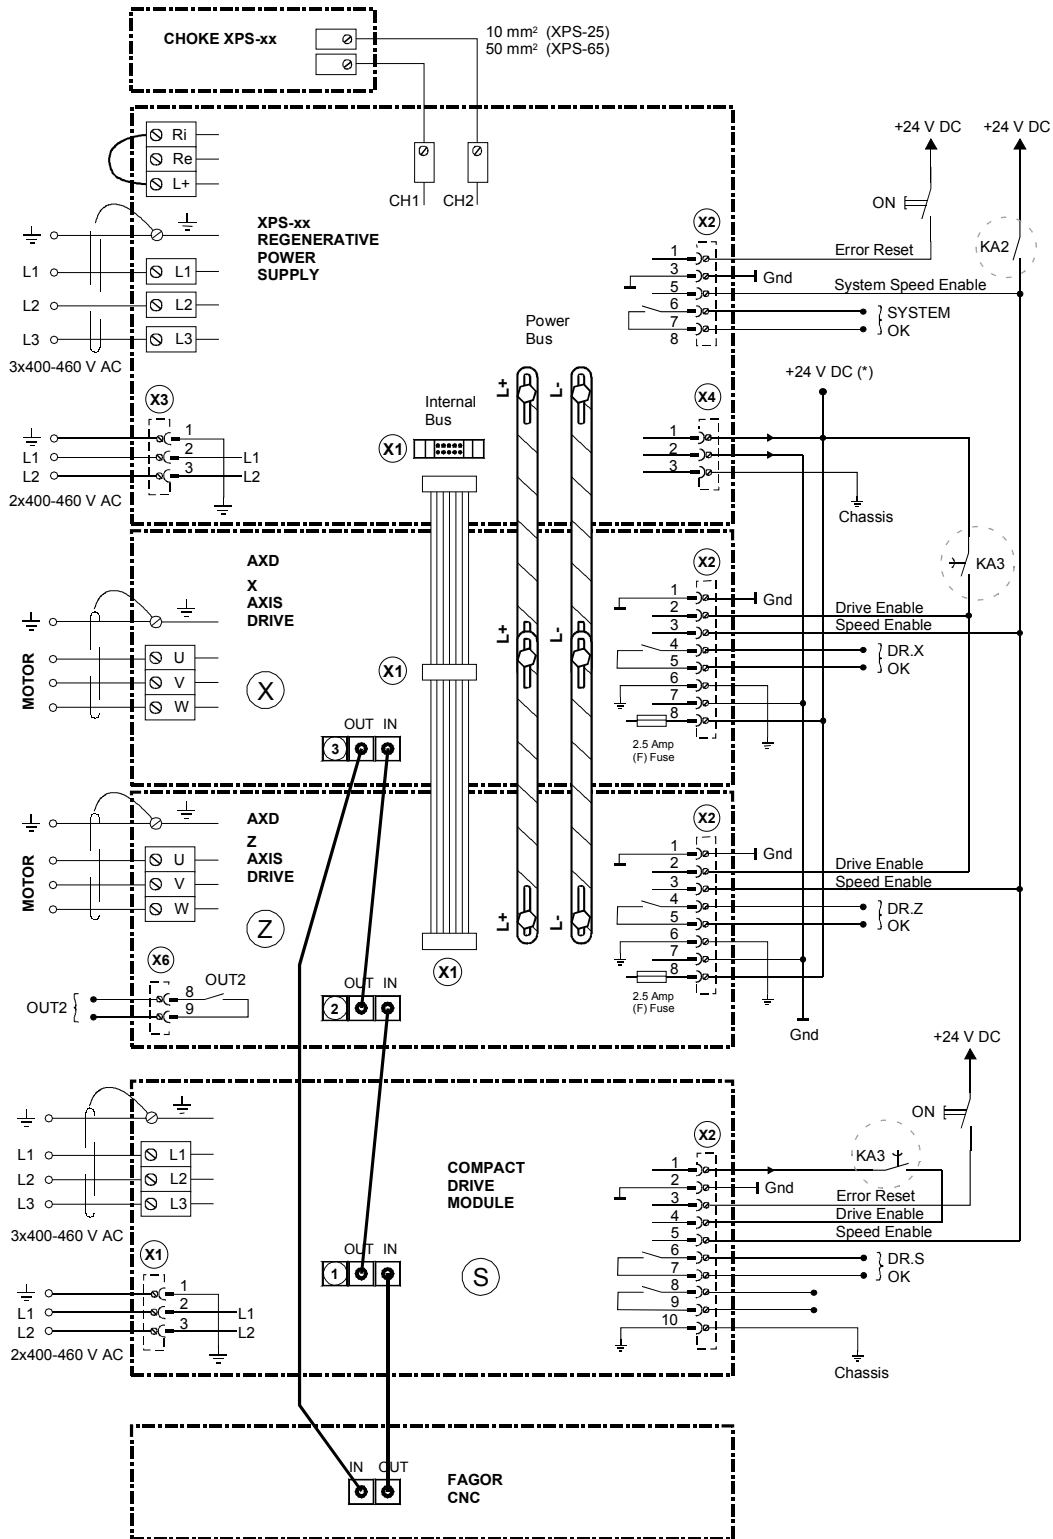 CHOKE XPS-xx
10 mm² (XPS-25)
50 mm² (XPS-65)
Ri
Re
L+
CH1 CH2
+24 V DC +24 V DC
ON
KA2
XPS-xx
REGENERATIVE
POWER
SUPPLY
L1 L1
L2 L2
L3 L3
3x400-460 V AC
X2
1 Error Reset
3 Gnd
5 System Speed Enable
6 SYSTEM
7 OK
8
Power
Bus
+24 V DC (*)
L+ L-
X3
1
L1 2 L1
L2 3 L2
2x400-460 V AC
Internal
Bus
X1
X4
1
2
3
Chassis
KA3
AXD
X
AXIS
DRIVE
X
MOTOR
U
V
W
X1
L+ L-
X2
1 Gnd
2 Drive Enable
3 Speed Enable
4 DR.X
5 OK
6
7
8
2.5 Amp
(F) Fuse
OUT IN
3
AXD
Z
AXIS
DRIVE
Z
MOTOR
U
V
W
L+ L-
X1
X2
1 Gnd
2 Drive Enable
3 Speed Enable
4 DR.Z
5 OK
6
7
8
2.5 Amp
(F) Fuse
Gnd
X6
OUT2 8 OUT2
9
OUT IN
2
+24 V DC
ON
KA3
L1 L1
L2 L2
L3 L3
3x400-460 V AC
COMPACT
DRIVE
MODULE
S
X2
1
2 Gnd
3 Error Reset
4 Drive Enable
5 Speed Enable
6 DR.S
7 OK
8
9
10
Chassis
OUT IN
1
X1
1
L1 2 L1
L2 3 L2
2x400-460 V AC
IN OUT
FAGOR
CNC